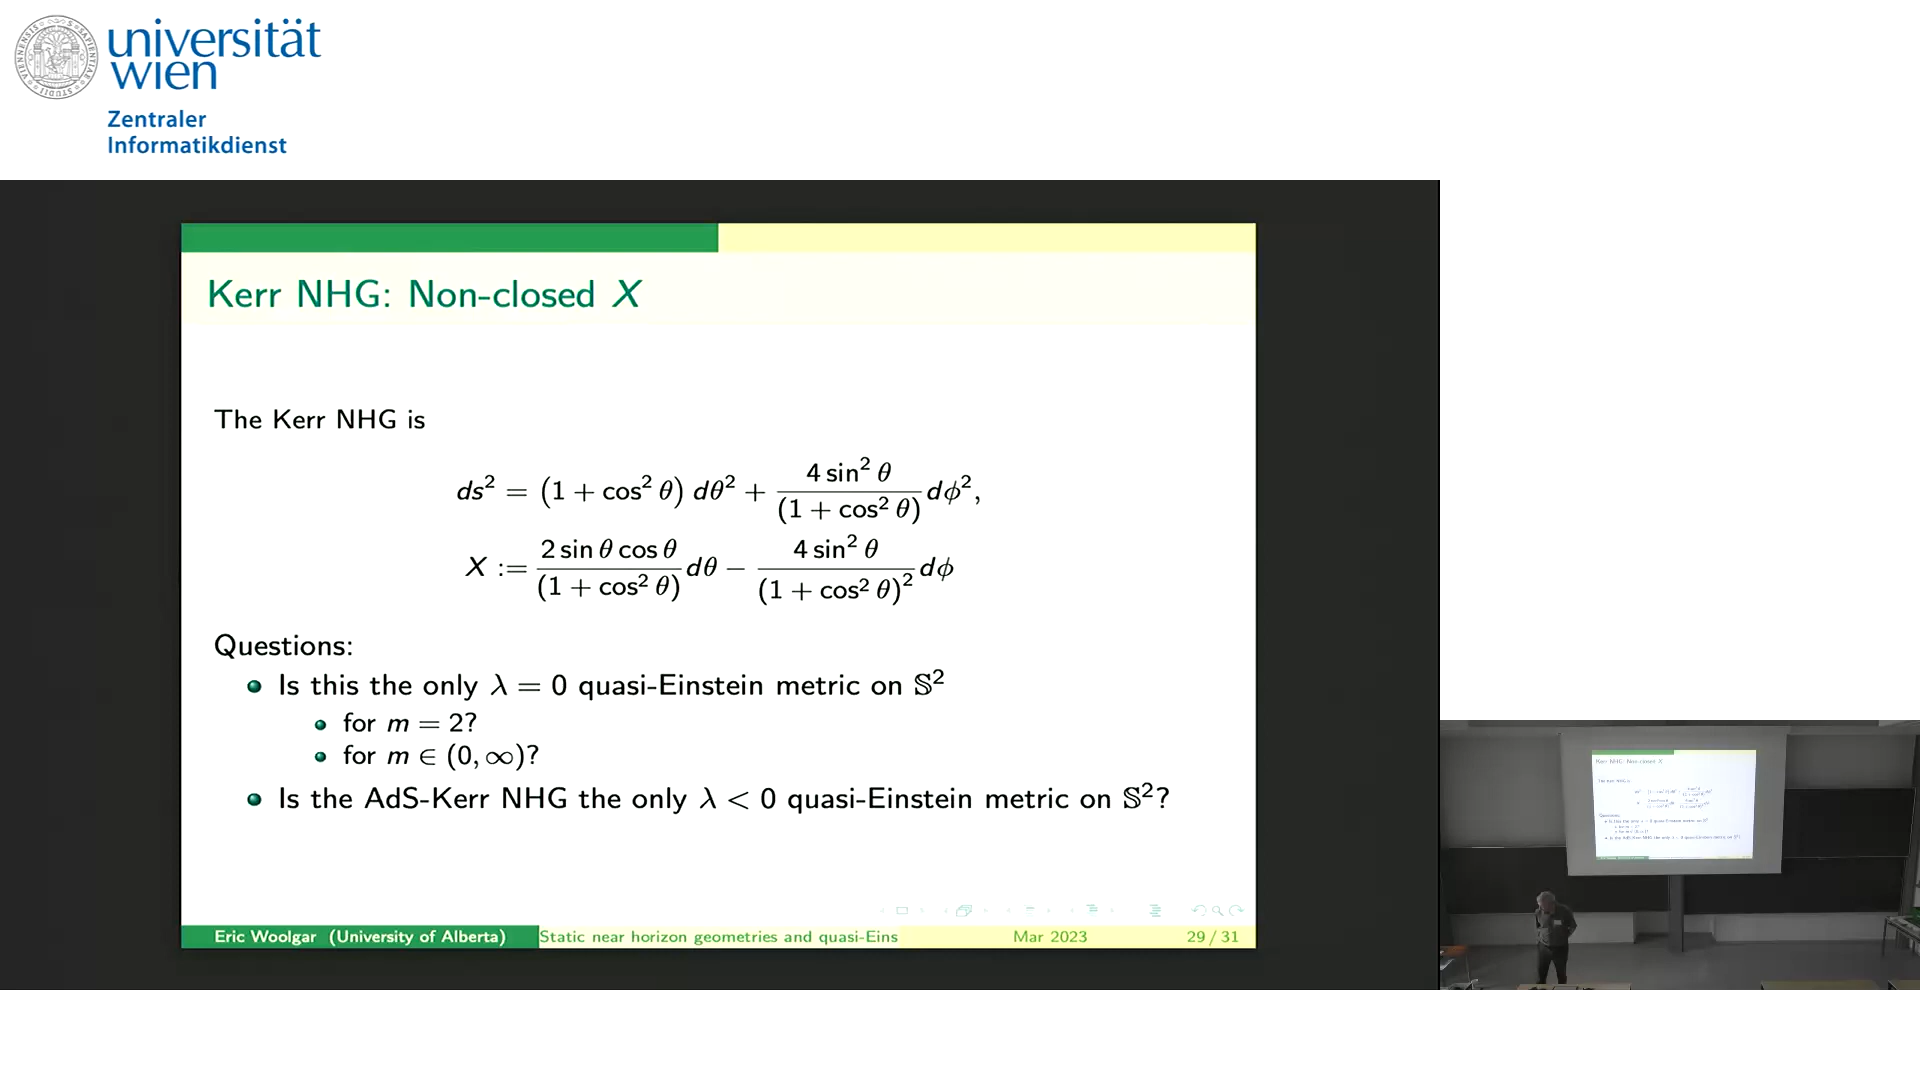 universität
wien
Zentraler
Informatikdienst
Kerr NHG: Non-closed X
The Kerr NHG is
ds² = (1 + cos² θ) dθ² + 4 sin² θ / (1 + cos² θ) dϕ²,
X := 2 sin θ cos θ / (1 + cos² θ) dθ − 4 sin² θ / (1 + cos² θ)² dϕ
Questions:
Is this the only λ = 0 quasi-Einstein metric on 𝕊²
for m = 2?
for m ∈ (0, ∞)?
Is the AdS-Kerr NHG the only λ < 0 quasi-Einstein metric on 𝕊²?
Eric Woolgar (University of Alberta) Static near horizon geometries and quasi-Eins Mar 2023 29 / 31